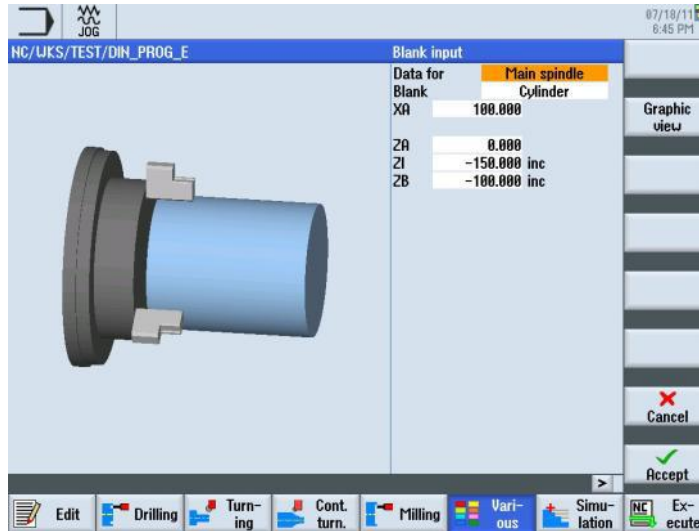 JOG
07/18/11
6:45 PM
NC/WKS/TEST/DIN_PROG_E
Blank input
Data for Main spindle
Blank Cylinder
XA 100.000
ZA 0.000
ZI -150.000 inc
ZB -100.000 inc
Graphic
view
Cancel
Accept
>
Edit
Drilling
Turn-
ing
Cont.
turn.
Milling
Vari-
ous
Simu-
lation
NC
Ex-